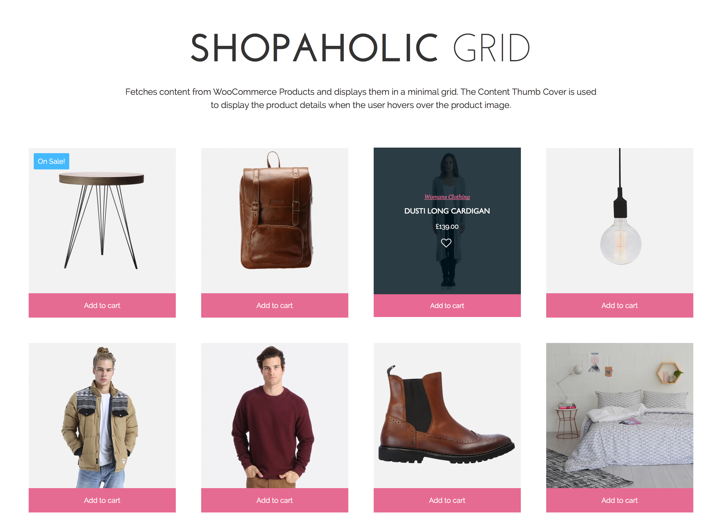 SHOPAHOLIC GRID
Fetches content from WooCommerce Products and displays them in a minimal grid. The Content Thumb Cover is used
to display the product details when the user hovers over the product image.
On Sale!
Womans Clothing
DUSTI LONG CARDIGAN
£139.00
Add to cart
Add to cart
Add to cart
Add to cart
Add to cart
Add to cart
Add to cart
Add to cart